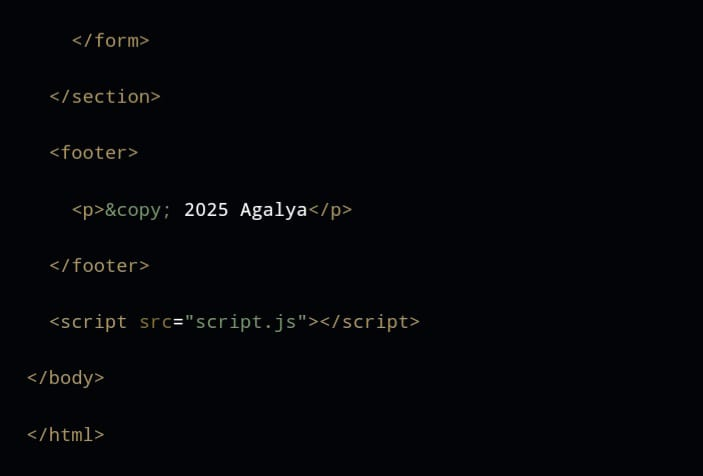 </form>
</section>
<footer>
<p>&copy; 2025 Agalya</p>
</footer>
<script src="script.js"></script>
</body>
</html>